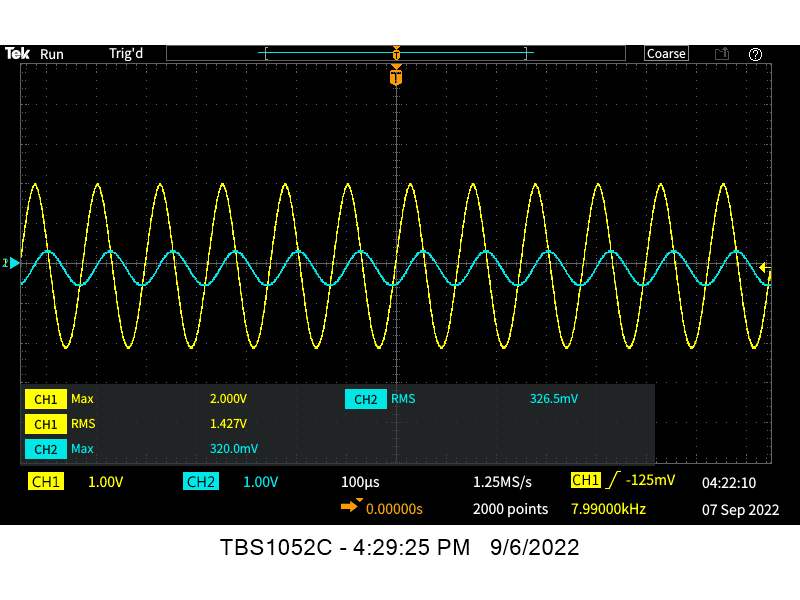 Tek Run Trig'd Coarse
T
T
2
CH1 Max 2.000V CH2 RMS 326.5mV
CH1 RMS 1.427V
CH2 Max 320.0mV
CH1 1.00V CH2 1.00V 100µs 1.25MS/s CH1 -125mV 04:22:10
0.00000s 2000 points 7.99000kHz 07 Sep 2022
TBS1052C - 4:29:25 PM 9/6/2022